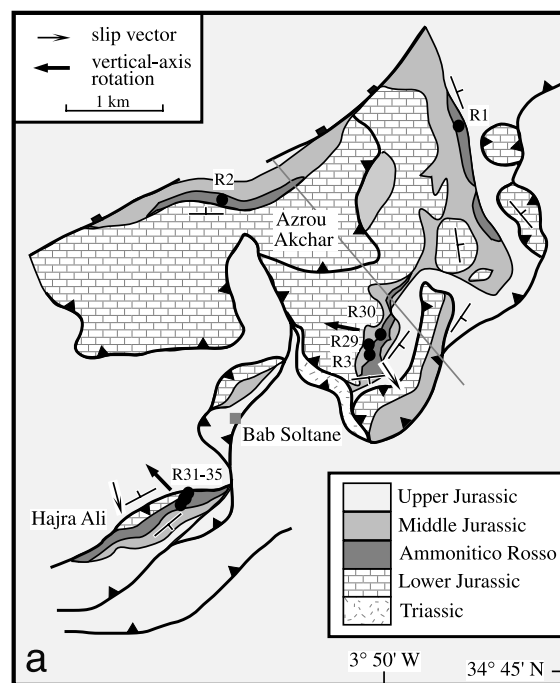 slip vector
vertical-axis
rotation
1 km
R1
R2
Azrou
Akchar
R30
R29
R3
Bab Soltane
R31-35
Hajra Ali
Upper Jurassic
Middle Jurassic
Ammonitico Rosso
Lower Jurassic
Triassic
a
3° 50' W
34° 45' N